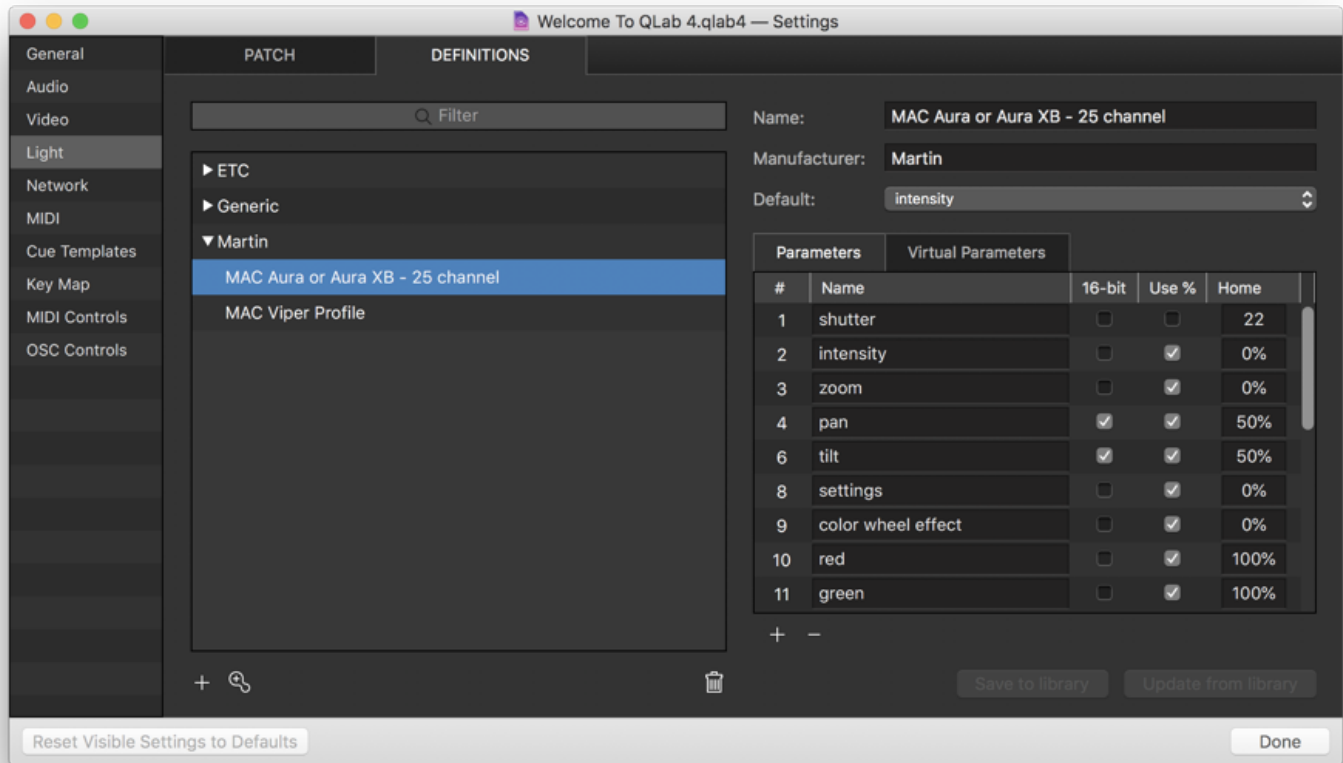 Welcome To QLab 4.qlab4 — Settings
General
Audio
Video
Light
Network
MIDI
Cue Templates
Key Map
MIDI Controls
OSC Controls
PATCH
DEFINITIONS
Filter
ETC
Generic
Martin
MAC Aura or Aura XB - 25 channel
MAC Viper Profile
Name: MAC Aura or Aura XB - 25 channel
Manufacturer: Martin
Default: intensity
Parameters Virtual Parameters
# Name 16-bit Use % Home
1 shutter 22
2 intensity 0%
3 zoom 0%
4 pan 50%
6 tilt 50%
8 settings 0%
9 color wheel effect 0%
10 red 100%
11 green 100%
Save to library Update from library
Reset Visible Settings to Defaults
Done